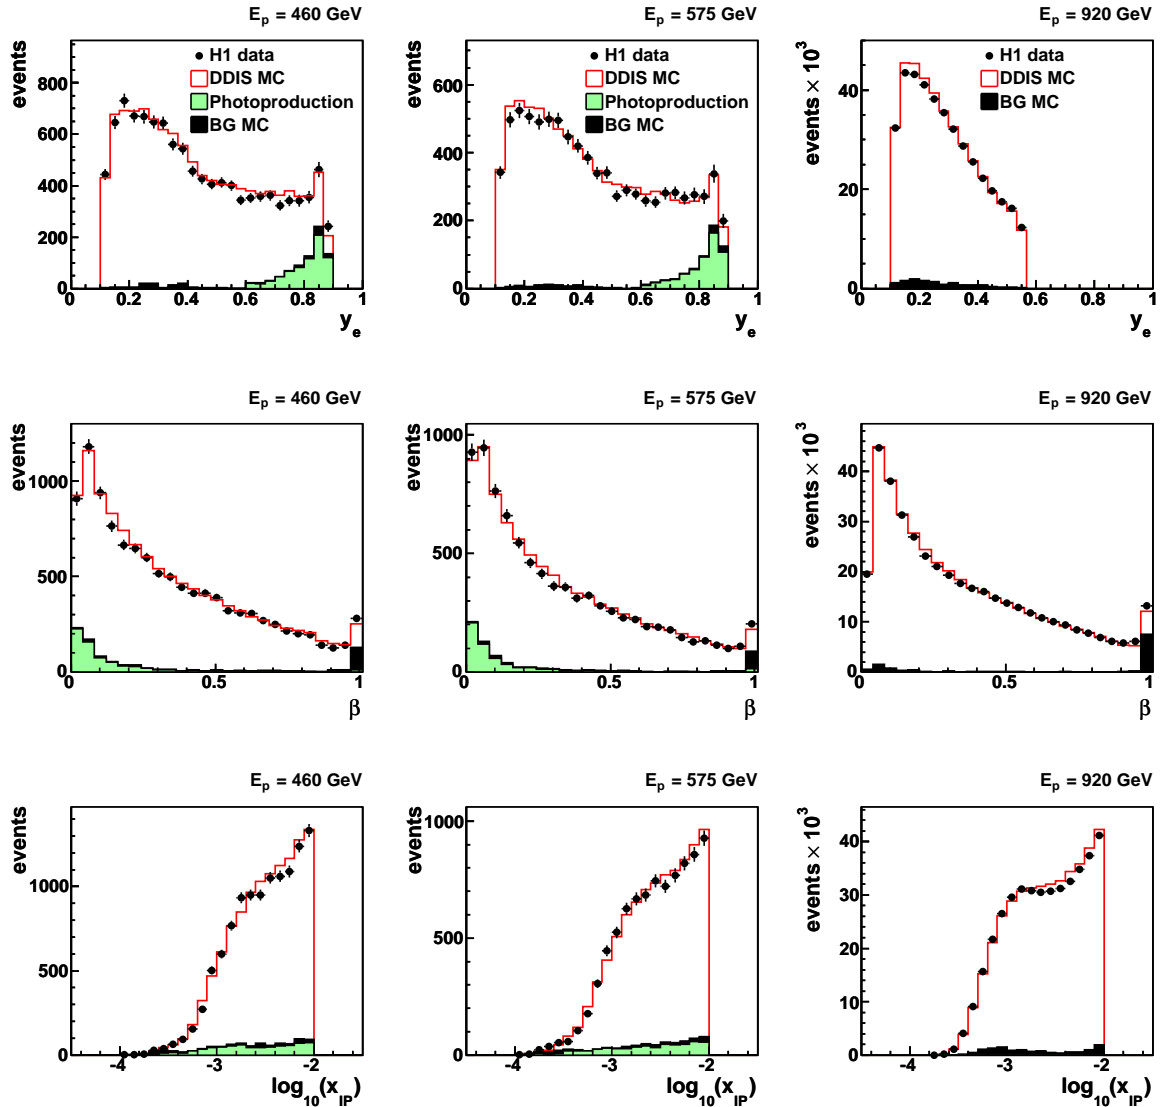 E_p = 460 GeV
events
H1 data
DDIS MC
Photoproduction
BG MC
800
600
400
200
0
0 0.2 0.4 0.6 0.8 1
y_e
E_p = 575 GeV
events
H1 data
DDIS MC
Photoproduction
BG MC
600
400
200
0
0 0.2 0.4 0.6 0.8 1
y_e
E_p = 920 GeV
events × 10^3
H1 data
DDIS MC
BG MC
40
20
0
0 0.2 0.4 0.6 0.8 1
y_e
E_p = 460 GeV
events
1000
500
0
0 0.5 1
β
E_p = 575 GeV
events
1000
500
0
0 0.5 1
β
E_p = 920 GeV
events × 10^3
40
30
20
10
0
0 0.5 1
β
E_p = 460 GeV
events
1000
500
0
-4 -3 -2
log_10(x_IP)
E_p = 575 GeV
events
1000
500
0
-4 -3 -2
log_10(x_IP)
E_p = 920 GeV
events × 10^3
40
30
20
10
0
-4 -3 -2
log_10(x_IP)